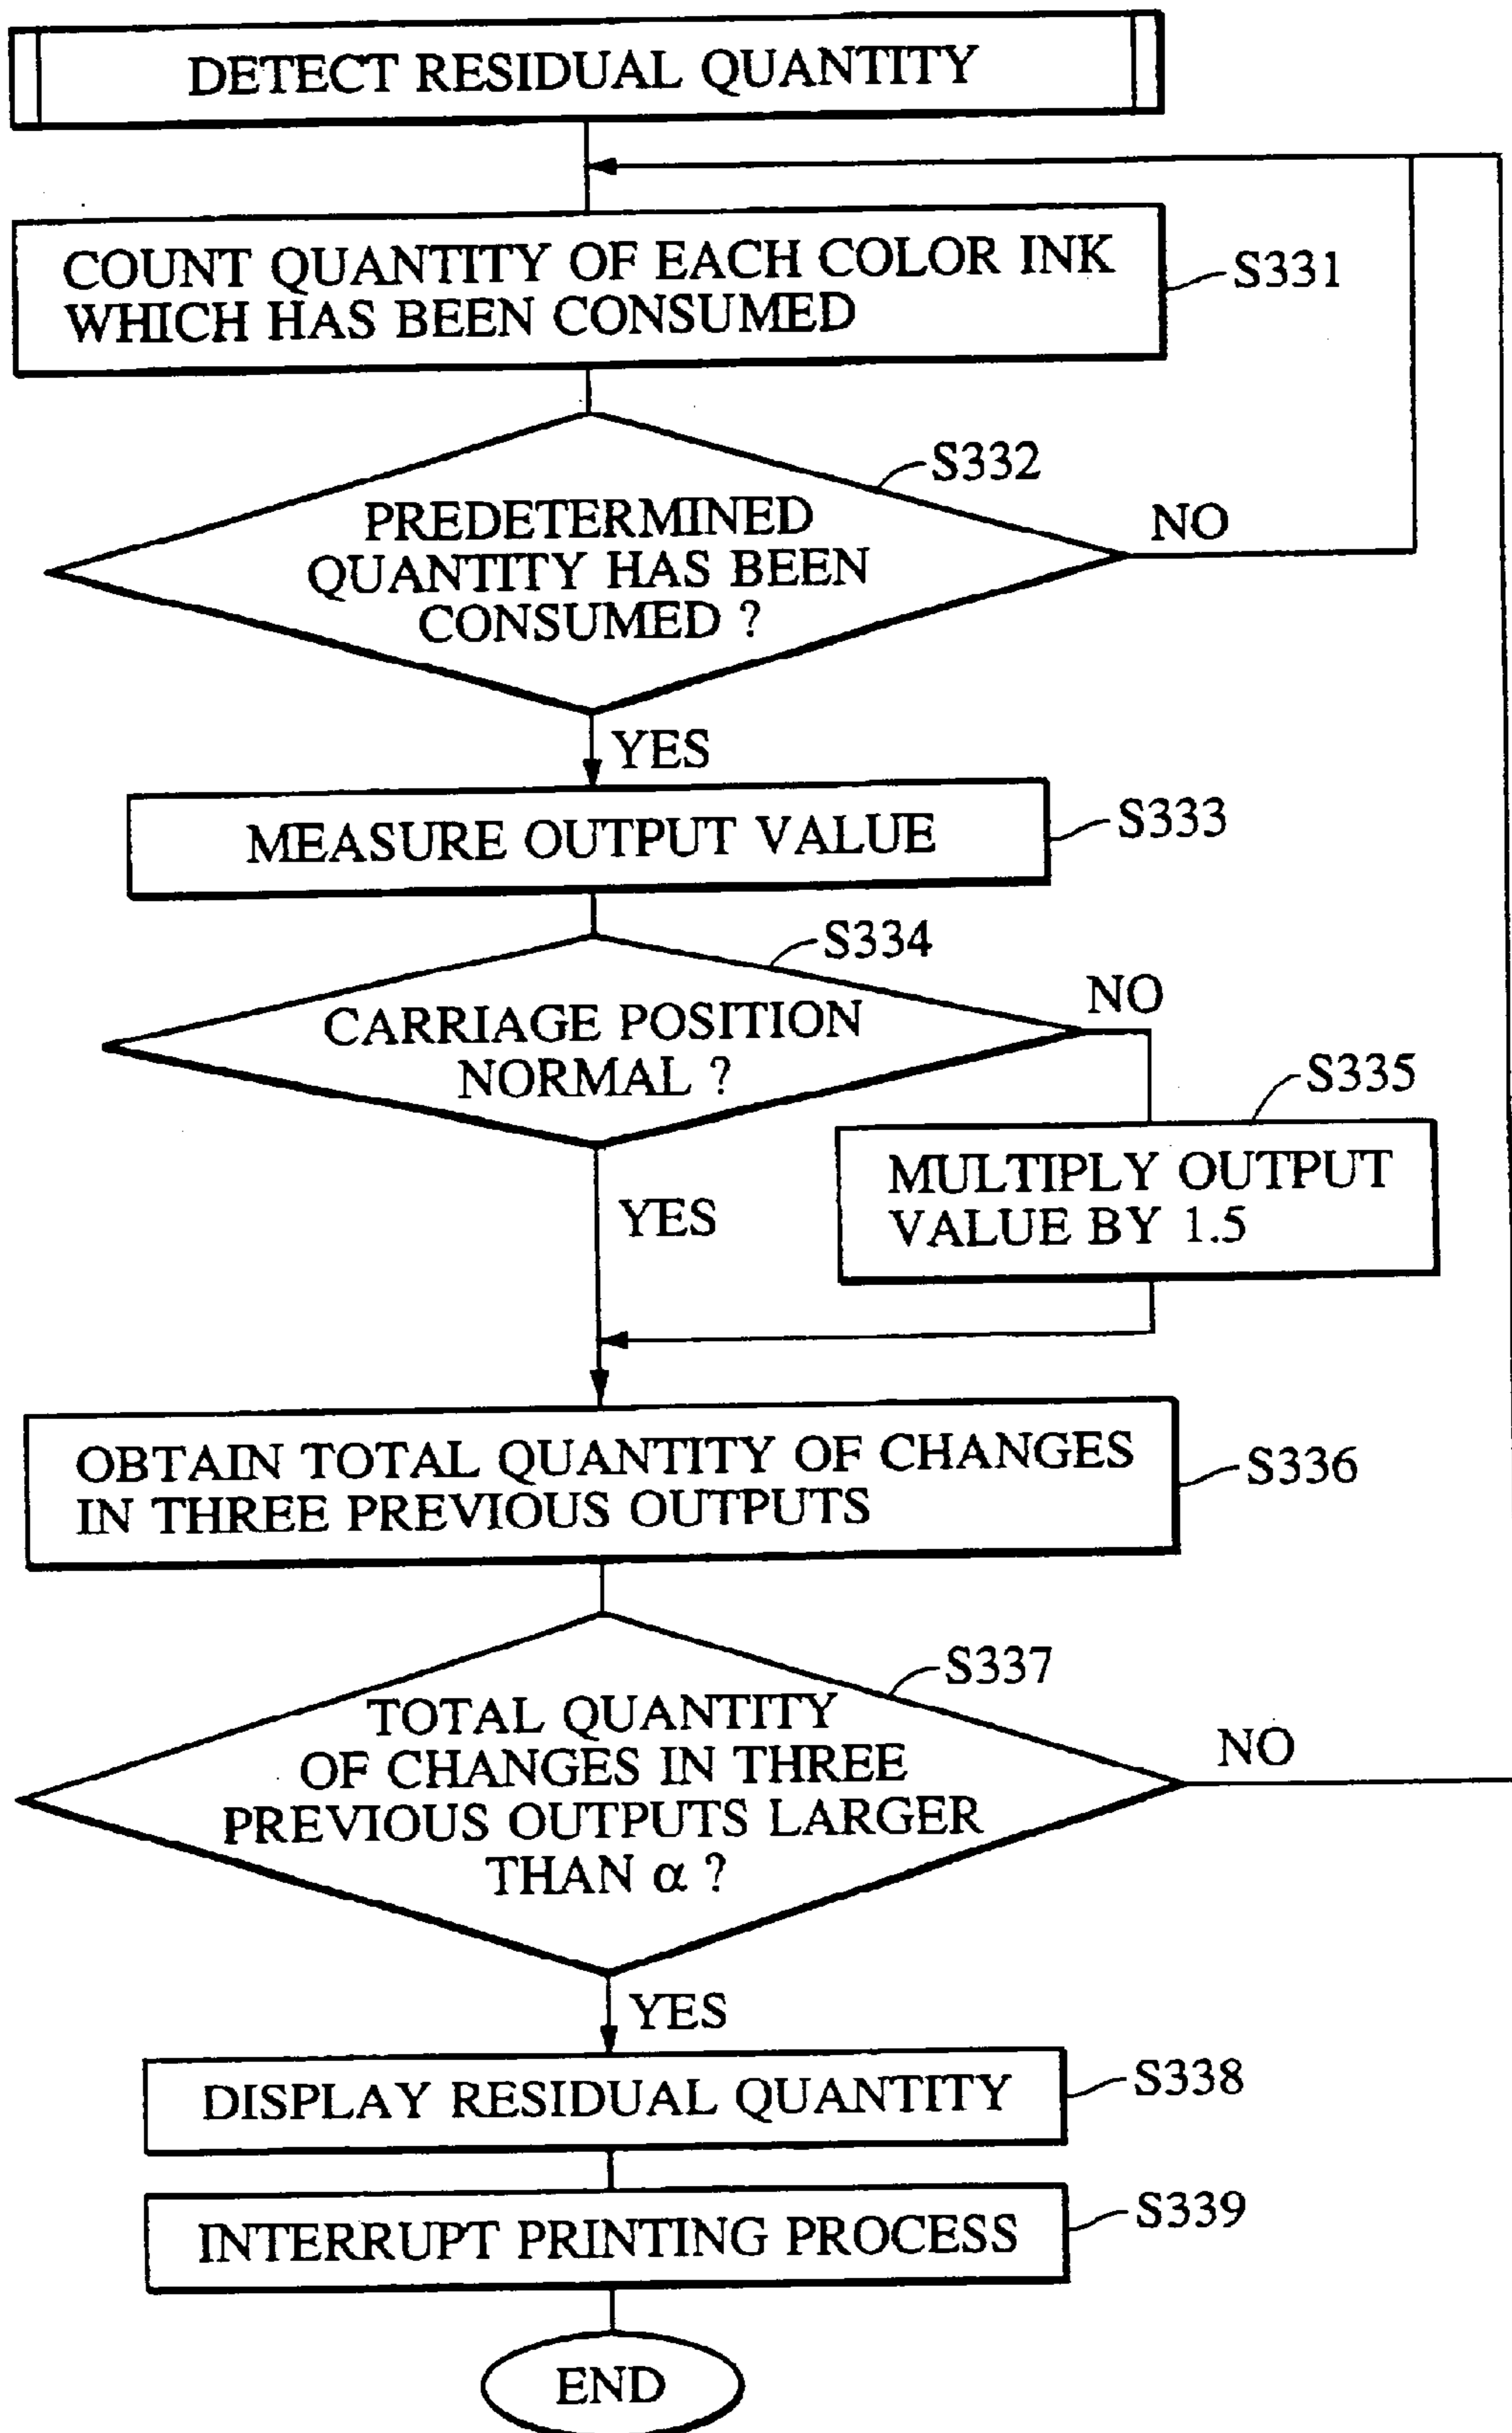 DETECT RESIDUAL QUANTITY
COUNT QUANTITY OF EACH COLOR INK
WHICH HAS BEEN CONSUMED
S331
S332
PREDETERMINED
QUANTITY HAS BEEN
CONSUMED ?
NO
YES
MEASURE OUTPUT VALUE
S333
S334
CARRIAGE POSITION
NORMAL ?
NO
S335
MULTIPLY OUTPUT
VALUE BY 1.5
YES
OBTAIN TOTAL QUANTITY OF CHANGES
IN THREE PREVIOUS OUTPUTS
S336
S337
TOTAL QUANTITY
OF CHANGES IN THREE
PREVIOUS OUTPUTS LARGER
THAN α ?
NO
YES
DISPLAY RESIDUAL QUANTITY
S338
INTERRUPT PRINTING PROCESS
S339
END